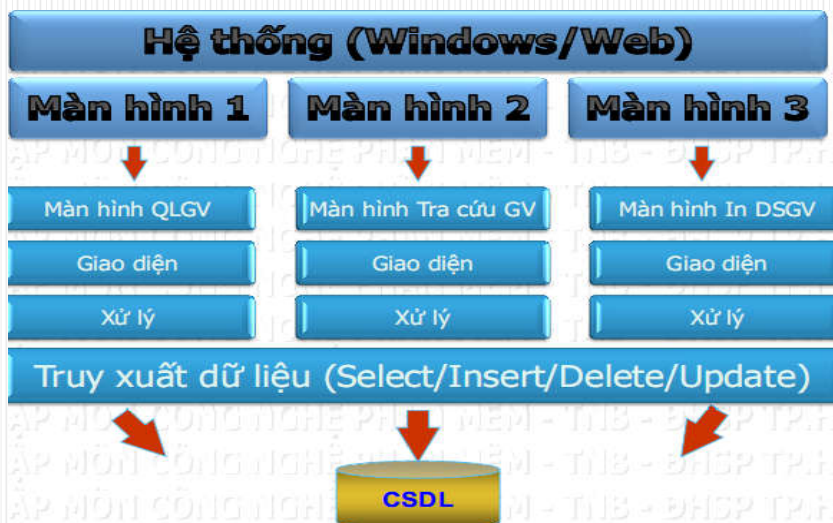 Hệ thống (Windows/Web)
Màn hình 1 Màn hình 2 Màn hình 3
Màn hình QLGV Màn hình Tra cứu GV Màn hình In DSGV
Giao diện Giao diện Giao diện
Xử lý Xử lý Xử lý
Truy xuất dữ liệu (Select/Insert/Delete/Update)
CSDL